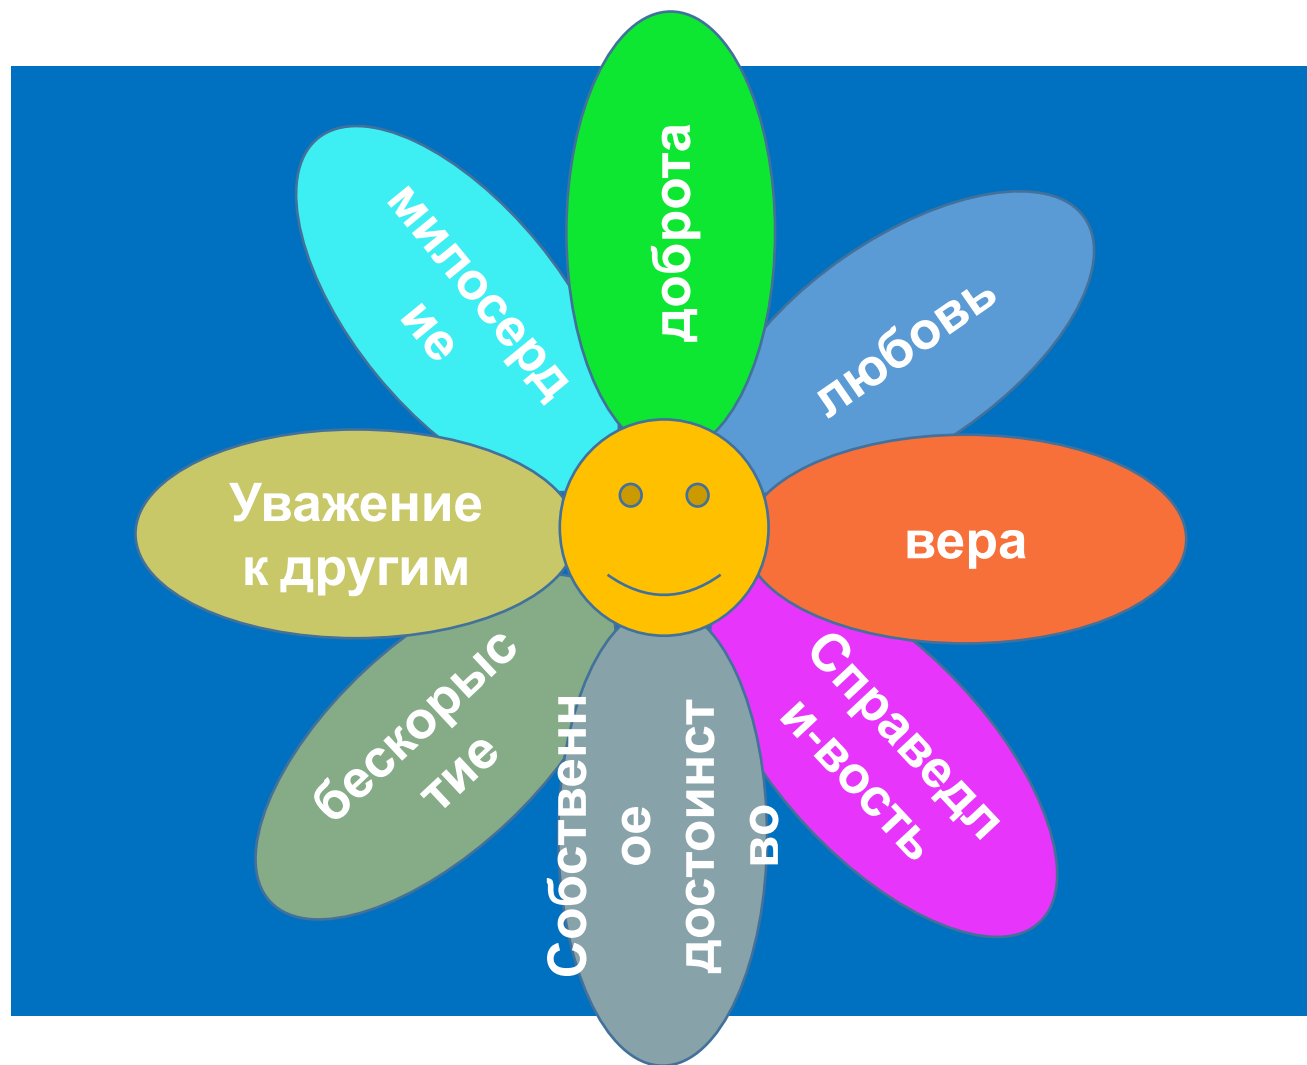 доброта
любовь
вера
Справедл
и-вость
Собственн
ое
достоинст
во
бескорыс
тие
Уважение
к другим
милосерд
ие